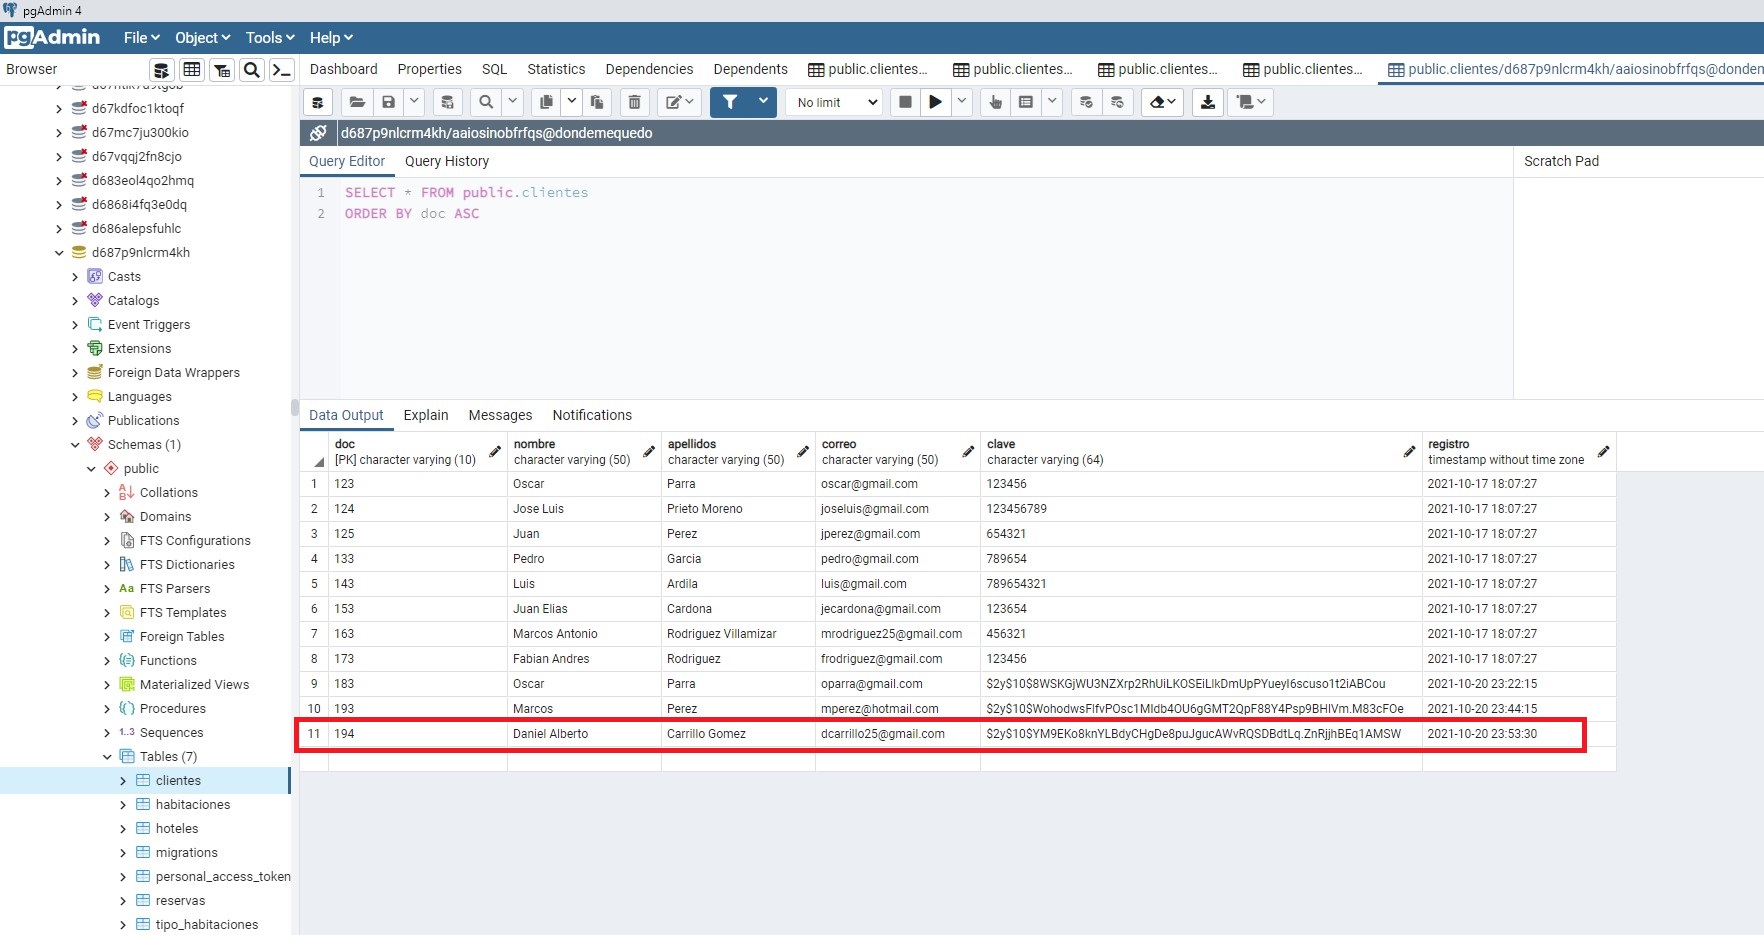 pgAdmin 4
pgAdmin File Object Tools Help
Browser
Dashboard Properties SQL Statistics Dependencies Dependents public.clientes... public.clientes... public.clientes... public.clientes... public.clientes/d687p9nlcrm4kh/aaiosinobfrfqs@dondem
No limit
d687p9nlcrm4kh/aaiosinobfrfqs@dondemequedo
Query Editor Query History
Scratch Pad
1 SELECT * FROM public.clientes
2 ORDER BY doc ASC
d67kdfoc1ktoqf
d67mc7ju300kio
d67vqqj2fn8cjo
d683eol4qo2hmq
d6868i4fq3e0dq
d686alepsfuhlc
d687p9nlcrm4kh
Casts
Catalogs
Event Triggers
Extensions
Foreign Data Wrappers
Languages
Publications
Schemas (1)
public
Collations
Domains
FTS Configurations
FTS Dictionaries
FTS Parsers
FTS Templates
Foreign Tables
Functions
Materialized Views
Procedures
1..3 Sequences
Tables (7)
clientes
habitaciones
hoteles
migrations
personal_access_token
reservas
tipo_habitaciones
Data Output Explain Messages Notifications
doc nombre apellidos correo clave registro
[PK] character varying (10) character varying (50) character varying (50) character varying (50) character varying (64) timestamp without time zone
1 123 Oscar Parra oscar@gmail.com 123456 2021-10-17 18:07:27
2 124 Jose Luis Prieto Moreno joseluis@gmail.com 123456789 2021-10-17 18:07:27
3 125 Juan Perez jperez@gmail.com 654321 2021-10-17 18:07:27
4 133 Pedro Garcia pedro@gmail.com 789654 2021-10-17 18:07:27
5 143 Luis Ardila luis@gmail.com 789654321 2021-10-17 18:07:27
6 153 Juan Elias Cardona jecardona@gmail.com 123654 2021-10-17 18:07:27
7 163 Marcos Antonio Rodriguez Villamizar mrodriguez25@gmail.com 456321 2021-10-17 18:07:27
8 173 Fabian Andres Rodriguez frodriguez@gmail.com 123456 2021-10-17 18:07:27
9 183 Oscar Parra oparra@gmail.com $2y$10$8WSKGjWU3NZXrp2RhUiLKOSEiLlkDmUpPYueyI6scuso1t2iABCou 2021-10-20 23:22:15
10 193 Marcos Perez mperez@hotmail.com $2y$10$WohodwsFlfvPOsc1MIdb4OU6gGMT2QpF88Y4Psp9BHIVm.M83cFOe 2021-10-20 23:44:15
11 194 Daniel Alberto Carrillo Gomez dcarrillo25@gmail.com $2y$10$YM9EKo8knYLBdyCHgDe8puJgucAWvRQSDBdtLq.ZnRjjhBEq1AMSW 2021-10-20 23:53:30